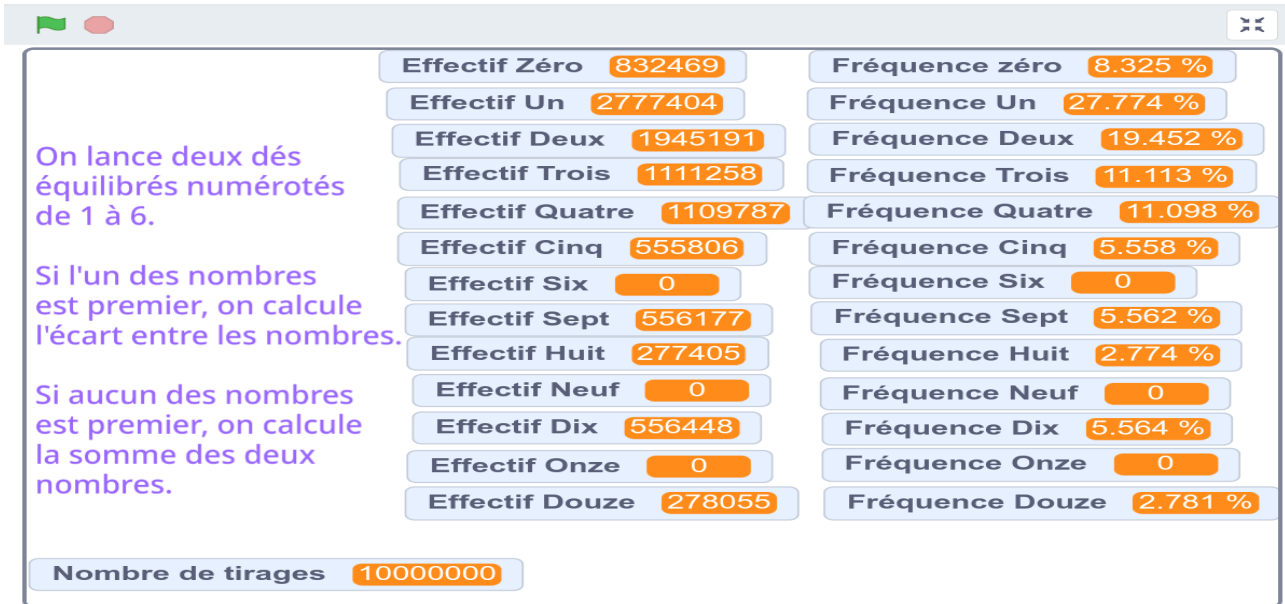 Effectif Zéro 832469 Fréquence zéro 8.325 %
Effectif Un 2777404 Fréquence Un 27.774 %
Effectif Deux 1945191 Fréquence Deux 19.452 %
Effectif Trois 1111258 Fréquence Trois 11.113 %
Effectif Quatre 1109787 Fréquence Quatre 11.098 %
Effectif Cinq 555806 Fréquence Cinq 5.558 %
Effectif Six 0 Fréquence Six 0
Effectif Sept 556177 Fréquence Sept 5.562 %
Effectif Huit 277405 Fréquence Huit 2.774 %
Effectif Neuf 0 Fréquence Neuf 0
Effectif Dix 556448 Fréquence Dix 5.564 %
Effectif Onze 0 Fréquence Onze 0
Effectif Douze 278055 Fréquence Douze 2.781 %
On lance deux dés
équilibrés numérotés
de 1 à 6.
Si l'un des nombres
est premier, on calcule
l'écart entre les nombres.
Si aucun des nombres
est premier, on calcule
la somme des deux
nombres.
Nombre de tirages 10000000